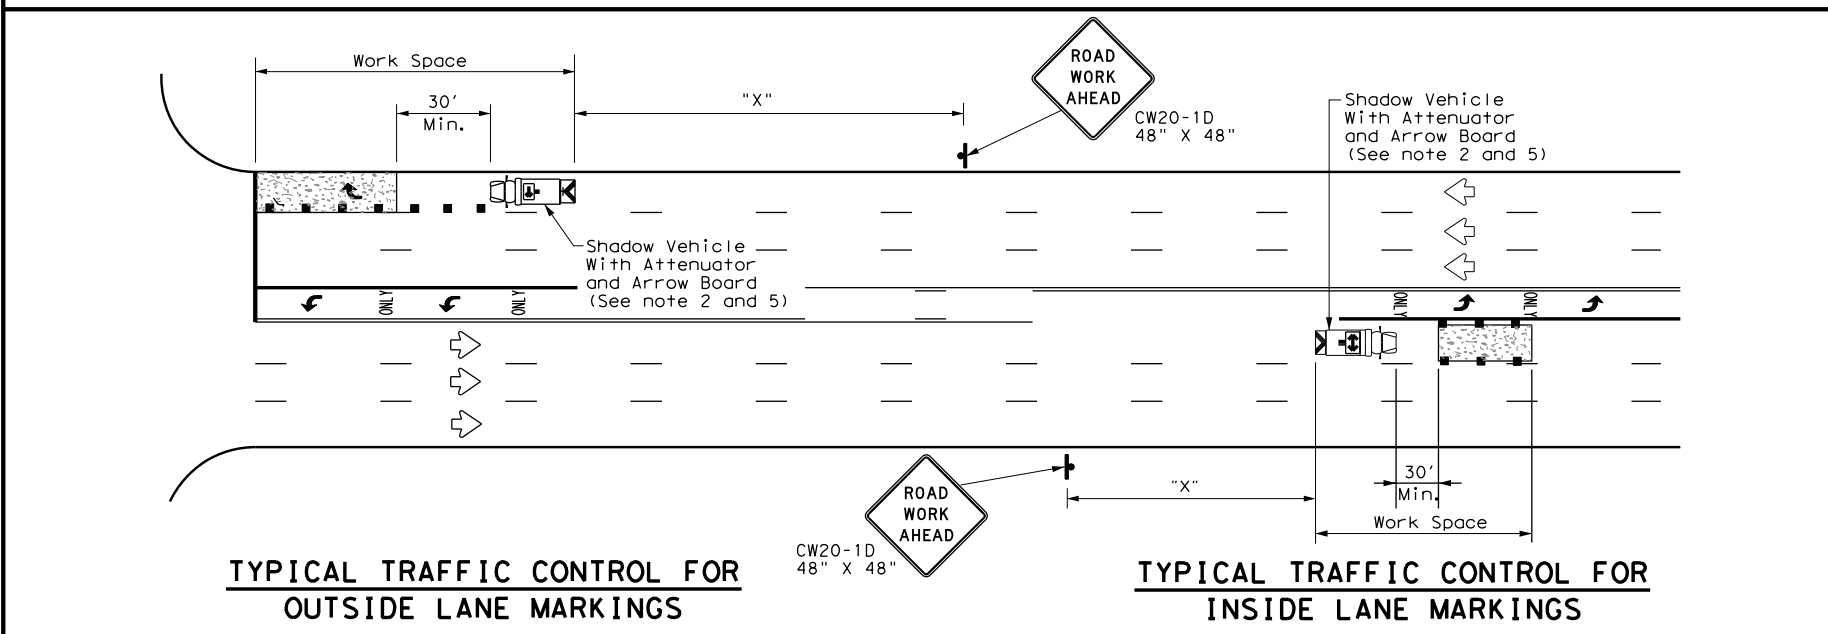 Work Space
30'
Min.
"X"
ROAD
WORK
AHEAD
CW20-1D
48" X 48"
Shadow Vehicle
With Attenuator
and Arrow Board
(See note 2 and 5)
Shadow Vehicle
With Attenuator
and Arrow Board
(See note 2 and 5)
ONLY
ONLY
ONLY
ONLY
ROAD
WORK
AHEAD
CW20-1D
48" X 48"
"X"
30'
Min.
Work Space
TYPICAL TRAFFIC CONTROL FOR
OUTSIDE LANE MARKINGS
TYPICAL TRAFFIC CONTROL FOR
INSIDE LANE MARKINGS